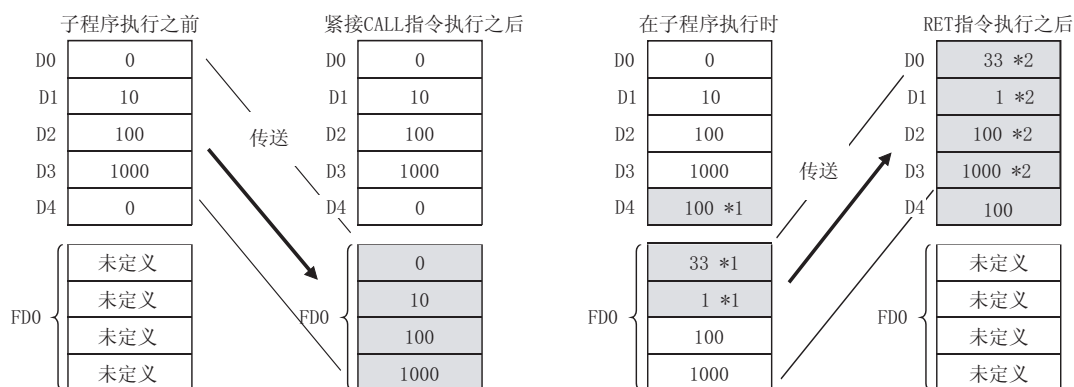 子程序执行之前
D0 0
D1 10
D2 100
D3 1000
D4 0
FD0
未定义
未定义
未定义
未定义
传送
紧接CALL指令执行之后
D0 0
D1 10
D2 100
D3 1000
D4 0
FD0
0
10
100
1000
在子程序执行时
D0 0
D1 10
D2 100
D3 1000
D4 100 *1
FD0
33 *1
1 *1
100
1000
传送
RET指令执行之后
D0 33 *2
D1 1 *2
D2 100 *2
D3 1000 *2
D4 100
FD0
未定义
未定义
未定义
未定义